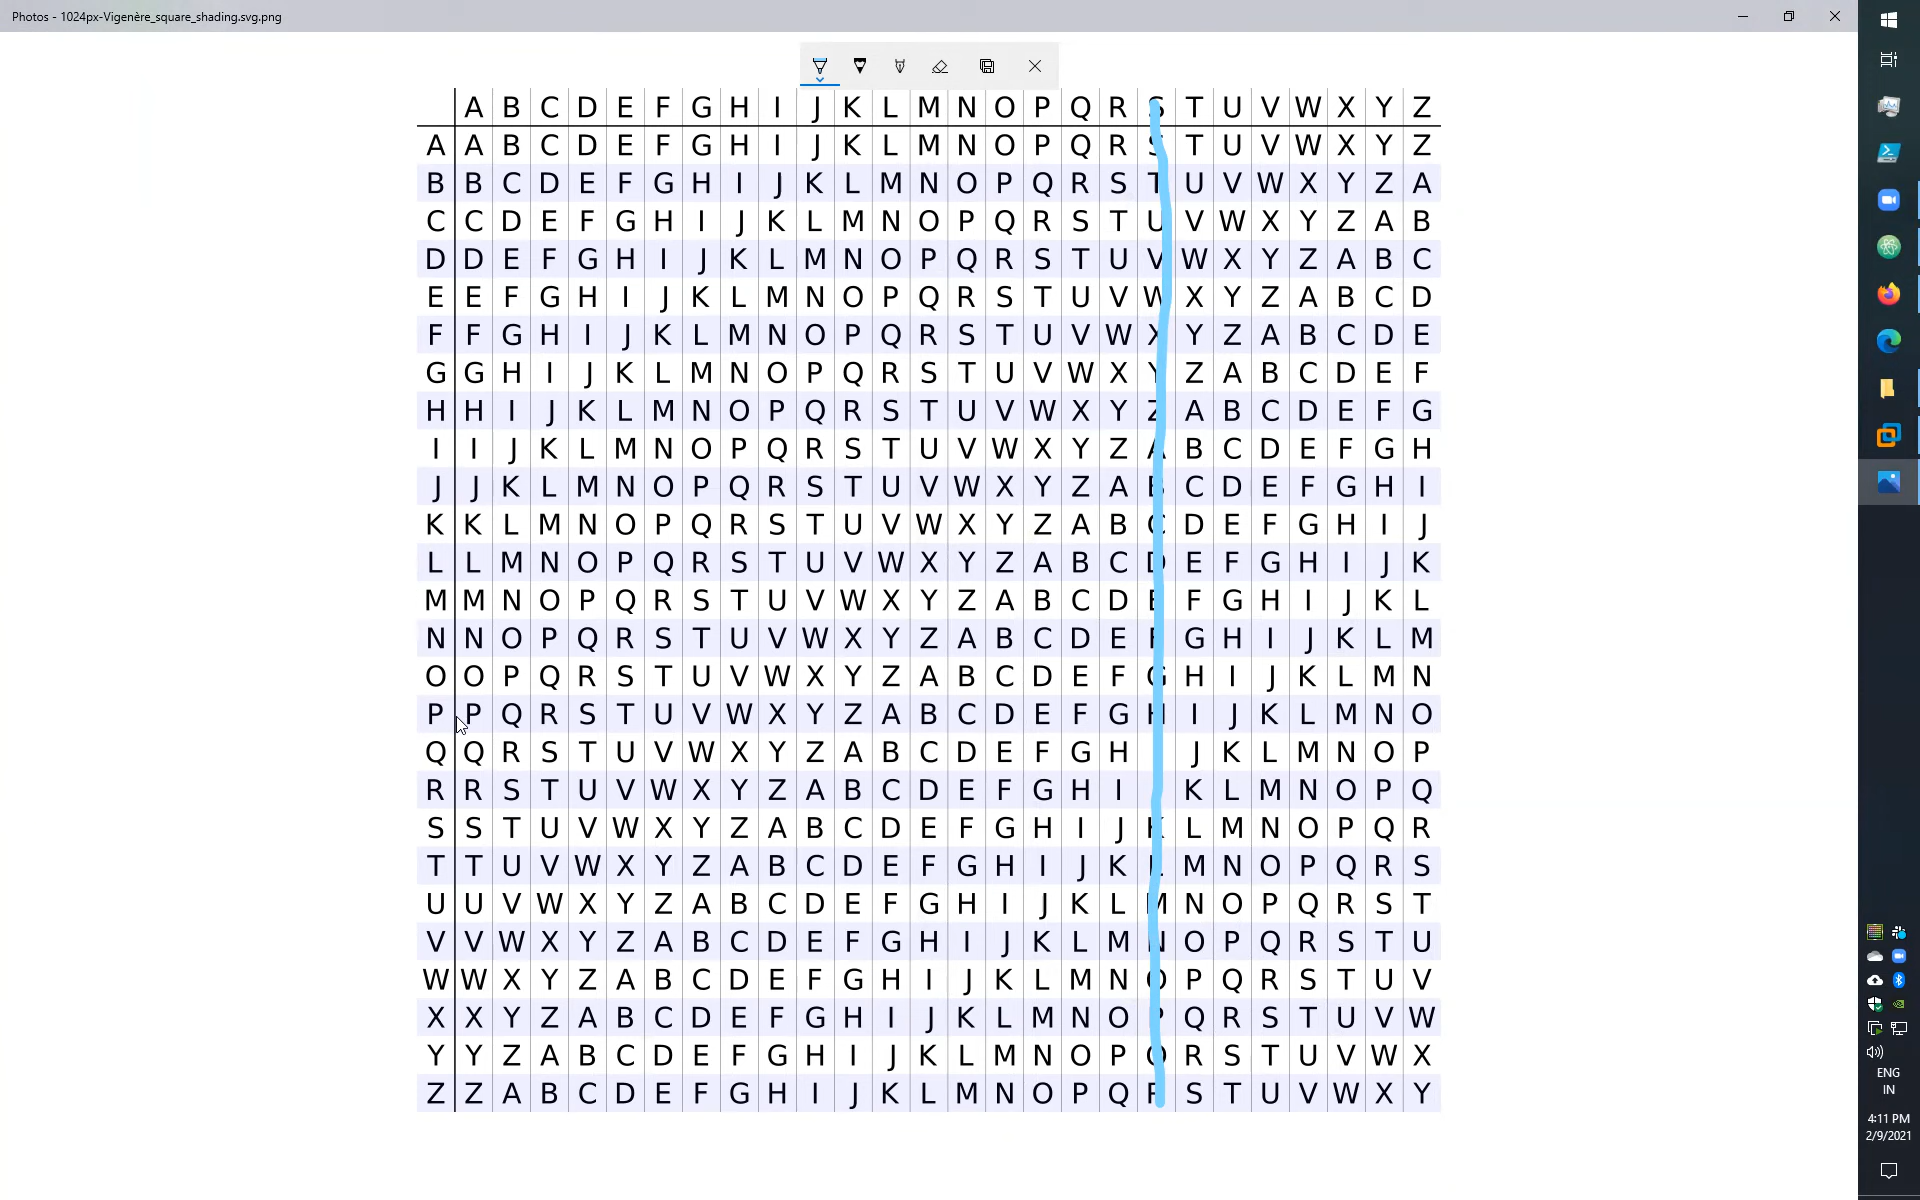 Photos - 1024px-Vigenère_square_shading.svg.png
A B C D E F G H I J K L M N O P Q R S T U V W X Y Z
A A B C D E F G H I J K L M N O P Q R S T U V W X Y Z
B B C D E F G H I J K L M N O P Q R S T U V W X Y Z A
C C D E F G H I J K L M N O P Q R S T U V W X Y Z A B
D D E F G H I J K L M N O P Q R S T U V W X Y Z A B C
E E F G H I J K L M N O P Q R S T U V W X Y Z A B C D
F F G H I J K L M N O P Q R S T U V W X Y Z A B C D E
G G H I J K L M N O P Q R S T U V W X Y Z A B C D E F
H H I J K L M N O P Q R S T U V W X Y Z A B C D E F G
I I J K L M N O P Q R S T U V W X Y Z A B C D E F G H
J J K L M N O P Q R S T U V W X Y Z A B C D E F G H I
K K L M N O P Q R S T U V W X Y Z A B C D E F G H I J
L L M N O P Q R S T U V W X Y Z A B C D E F G H I J K
M M N O P Q R S T U V W X Y Z A B C D E F G H I J K L
N N O P Q R S T U V W X Y Z A B C D E F G H I J K L M
O O P Q R S T U V W X Y Z A B C D E F G H I J K L M N
P P Q R S T U V W X Y Z A B C D E F G H I J K L M N O
Q Q R S T U V W X Y Z A B C D E F G H J K L M N O P
R R S T U V W X Y Z A B C D E F G H I K L M N O P Q
S S T U V W X Y Z A B C D E F G H I J K L M N O P Q R
T T U V W X Y Z A B C D E F G H I J K L M N O P Q R S
U U V W X Y Z A B C D E F G H I J K L M N O P Q R S T
V V W X Y Z A B C D E F G H I J K L M N O P Q R S T U
W W X Y Z A B C D E F G H I J K L M N O P Q R S T U V
X X Y Z A B C D E F G H I J K L M N O P Q R S T U V W
Y Y Z A B C D E F G H I J K L M N O P Q R S T U V W X
Z Z A B C D E F G H I J K L M N O P Q R S T U V W X Y
ENG
IN
4:11 PM
2/9/2021